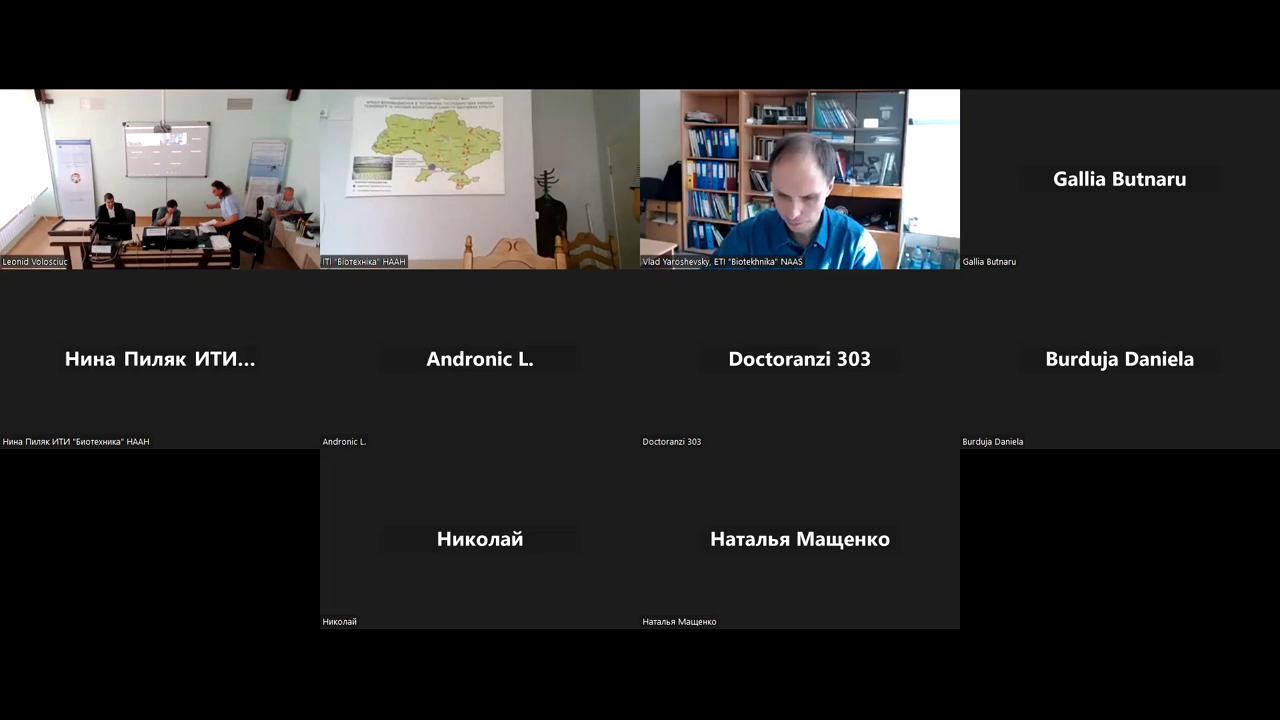 Leonid Volosciuc
ІТІ "Біотехніка" НААН
Vlad Yaroshevsky, ETI "Biotekhnika" NAAS
Gallia Butnaru
Gallia Butnaru
Нина Пиляк ИТИ...
Andronic L.
Doctoranzi 303
Burduja Daniela
Нина Пиляк ИТИ "Биотехника" НААН
Andronic L.
Doctoranzi 303
Burduja Daniela
Николай
Наталья Мащенко
Николай
Наталья Мащенко